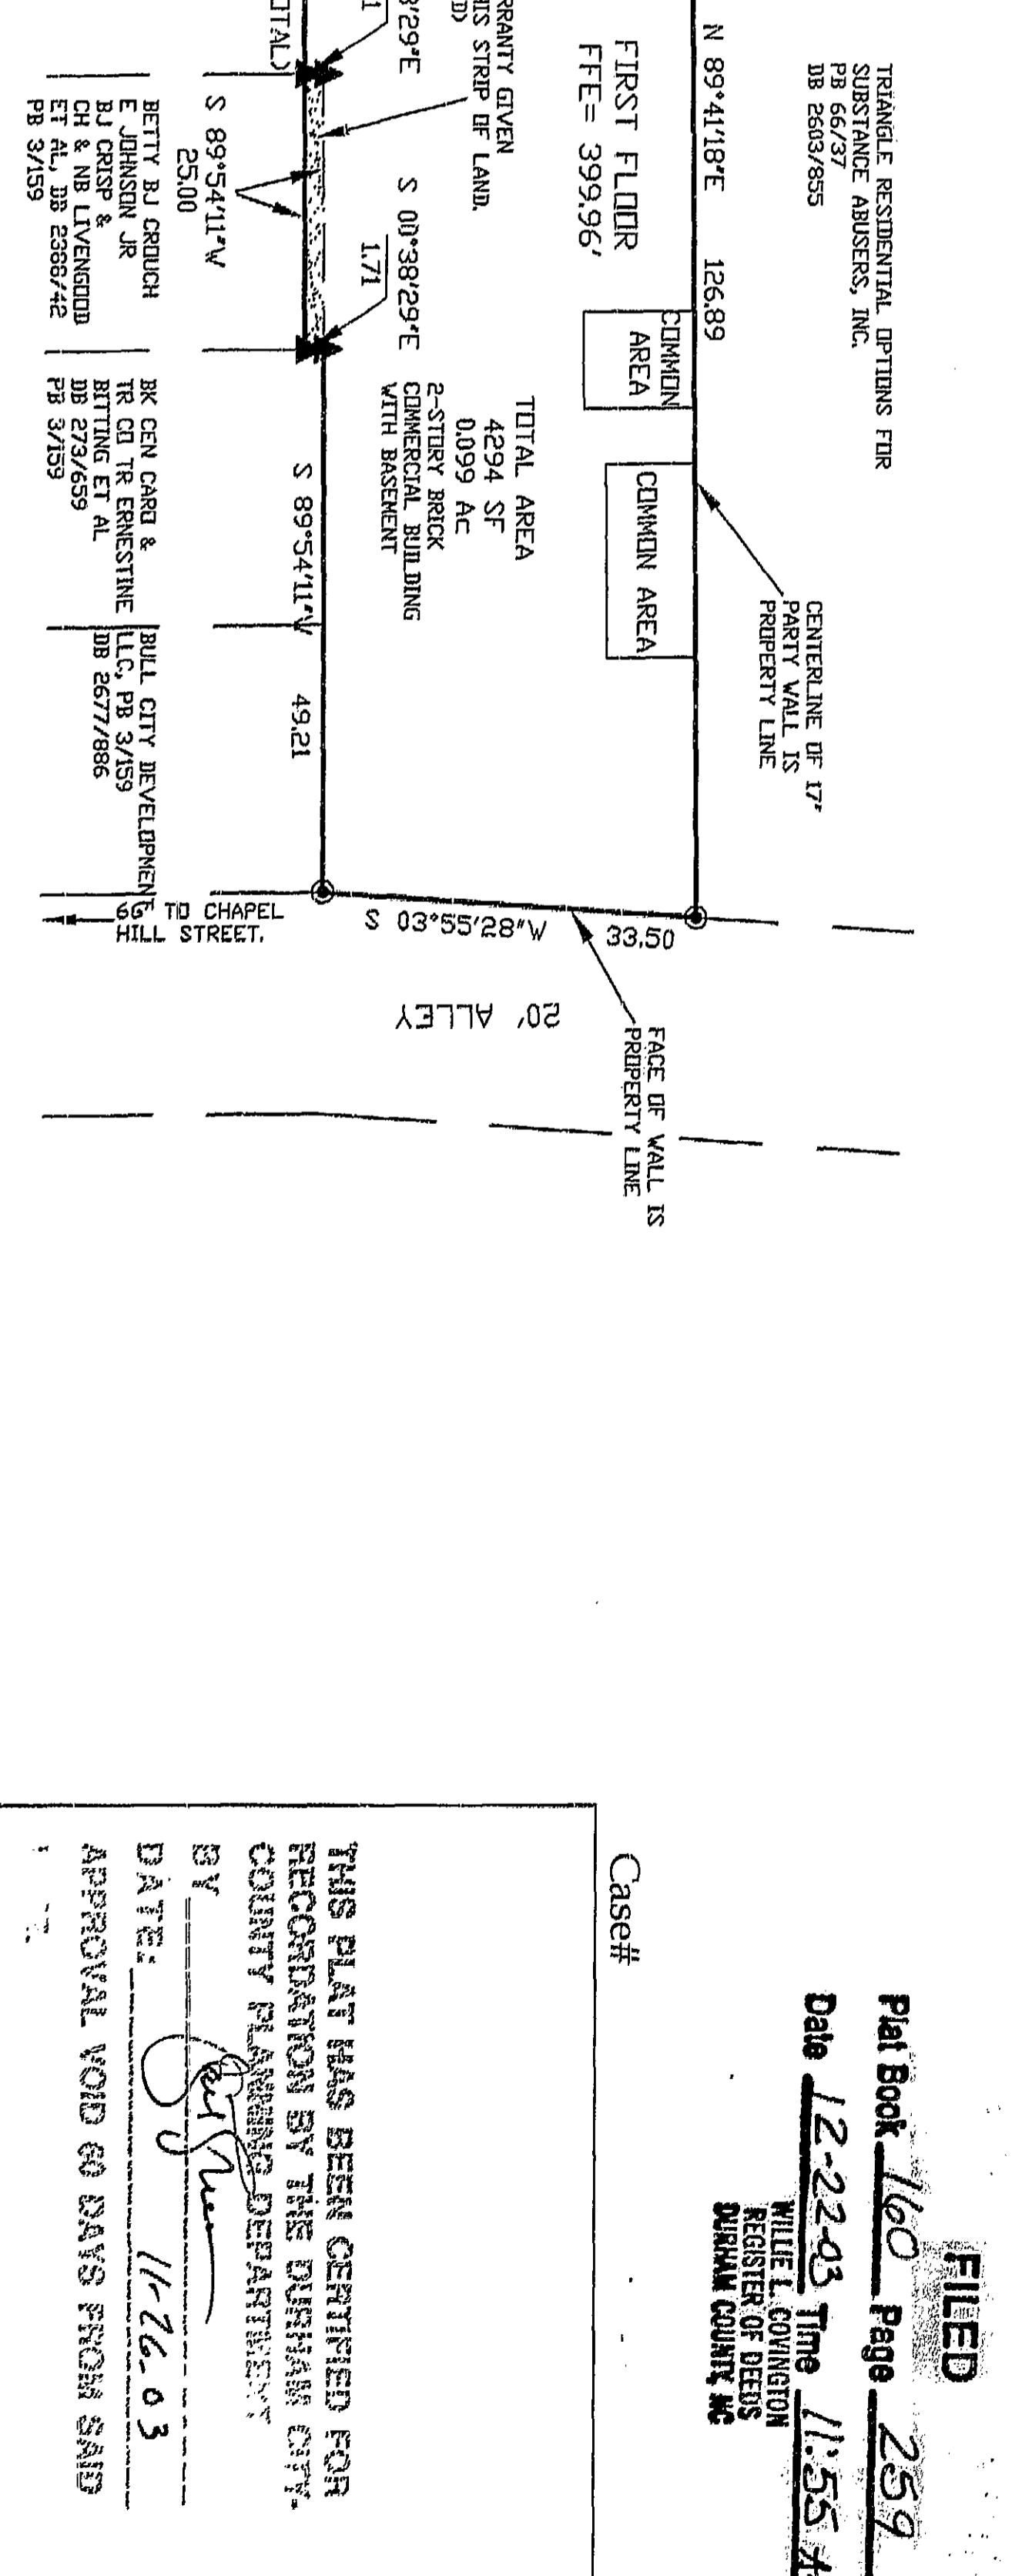 TRIANGLE RESIDENTIAL OPTIONS FOR
SUBSTANCE ABUSERS, INC.
PB 66/37
DB 2603/855
N 89°41'18"E 126.89
CENTERLINE OF 17"
PARTY WALL IS
PROPERTY LINE
FIRST FLOOR
FFE= 399.96'
COMMON
AREA
COMMON AREA
TOTAL AREA
4294 SF
0.099 Ac
2-STORY BRICK
COMMERCIAL BUILDING
WITH BASEMENT
RRANTY GIVEN
HIS STRIP OF LAND.
D)
8'29"E
1
S 00°38'29"E
1.71
OTAL)
S 89°54'11"W
25.00
S 89°54'11"W 49.21
BETTY BJ CROUCH
E JOHNSON JR
BJ CRISP &
CH & NB LIVENGOOD
ET AL, DB 2388/42
PB 3/159
BK CEN CARO &
TR CO TR ERNESTINE
BITTING ET AL
DB 273/659
PB 3/159
BULL CITY DEVELOPMENT
LLC, PB 3/159
DB 2677/886
66' TO CHAPEL
HILL STREET.
S 03°55'28"W 33.50
20' ALLEY
FACE OF WALL IS
PROPERTY LINE
FILED
Plat Book 160 Page 259
Date 12-22-03 Time 11:55 A
WILLIE L. COVINGTON
REGISTER OF DEEDS
DURHAM COUNTY, NC
Case#
THIS PLAT HAS BEEN CERTIFIED FOR
RECORDATION BY THE DURHAM CITY-
COUNTY PLANNING DEPARTMENT
BY
DATE: 11-26-03
APPROVAL VOID 60 DAYS FROM SAID